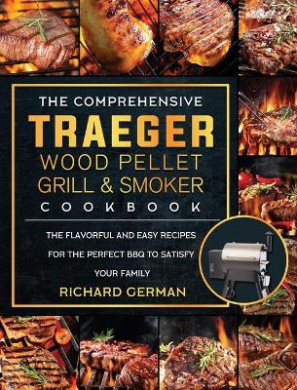 THE COMPREHENSIVE
TRAEGER
WOOD PELLET
GRILL & SMOKER
COOKBOOK
THE FLAVORFUL AND EASY RECIPES
FOR THE PERFECT BBQ TO SATISFY
YOUR FAMILY
RICHARD GERMAN